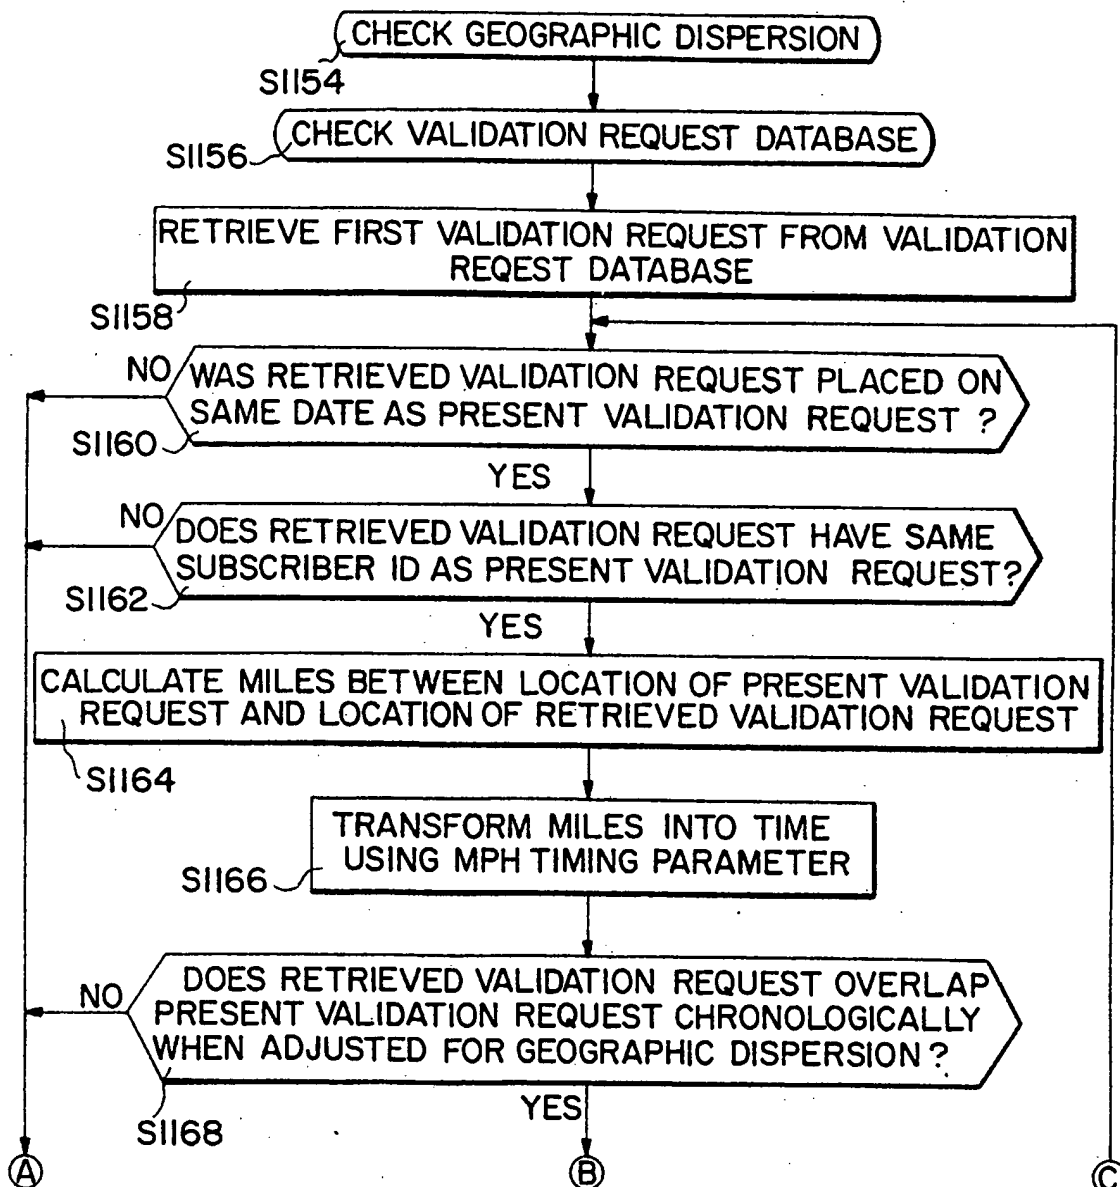 CHECK GEOGRAPHIC DISPERSION
S1154
CHECK VALIDATION REQUEST DATABASE
S1156
RETRIEVE FIRST VALIDATION REQUEST FROM VALIDATION
REQEST DATABASE
S1158
NO
WAS RETRIEVED VALIDATION REQUEST PLACED ON
SAME DATE AS PRESENT VALIDATION REQUEST ?
S1160
YES
NO
DOES RETRIEVED VALIDATION REQUEST HAVE SAME
SUBSCRIBER ID AS PRESENT VALIDATION REQUEST?
S1162
YES
CALCULATE MILES BETWEEN LOCATION OF PRESENT VALIDATION
REQUEST AND LOCATION OF RETRIEVED VALIDATION REQUEST
S1164
TRANSFORM MILES INTO TIME
USING MPH TIMING PARAMETER
S1166
NO
DOES RETRIEVED VALIDATION REQUEST OVERLAP
PRESENT VALIDATION REQUEST CHRONOLOGICALLY
WHEN ADJUSTED FOR GEOGRAPHIC DISPERSION ?
S1168
YES
A
B
C